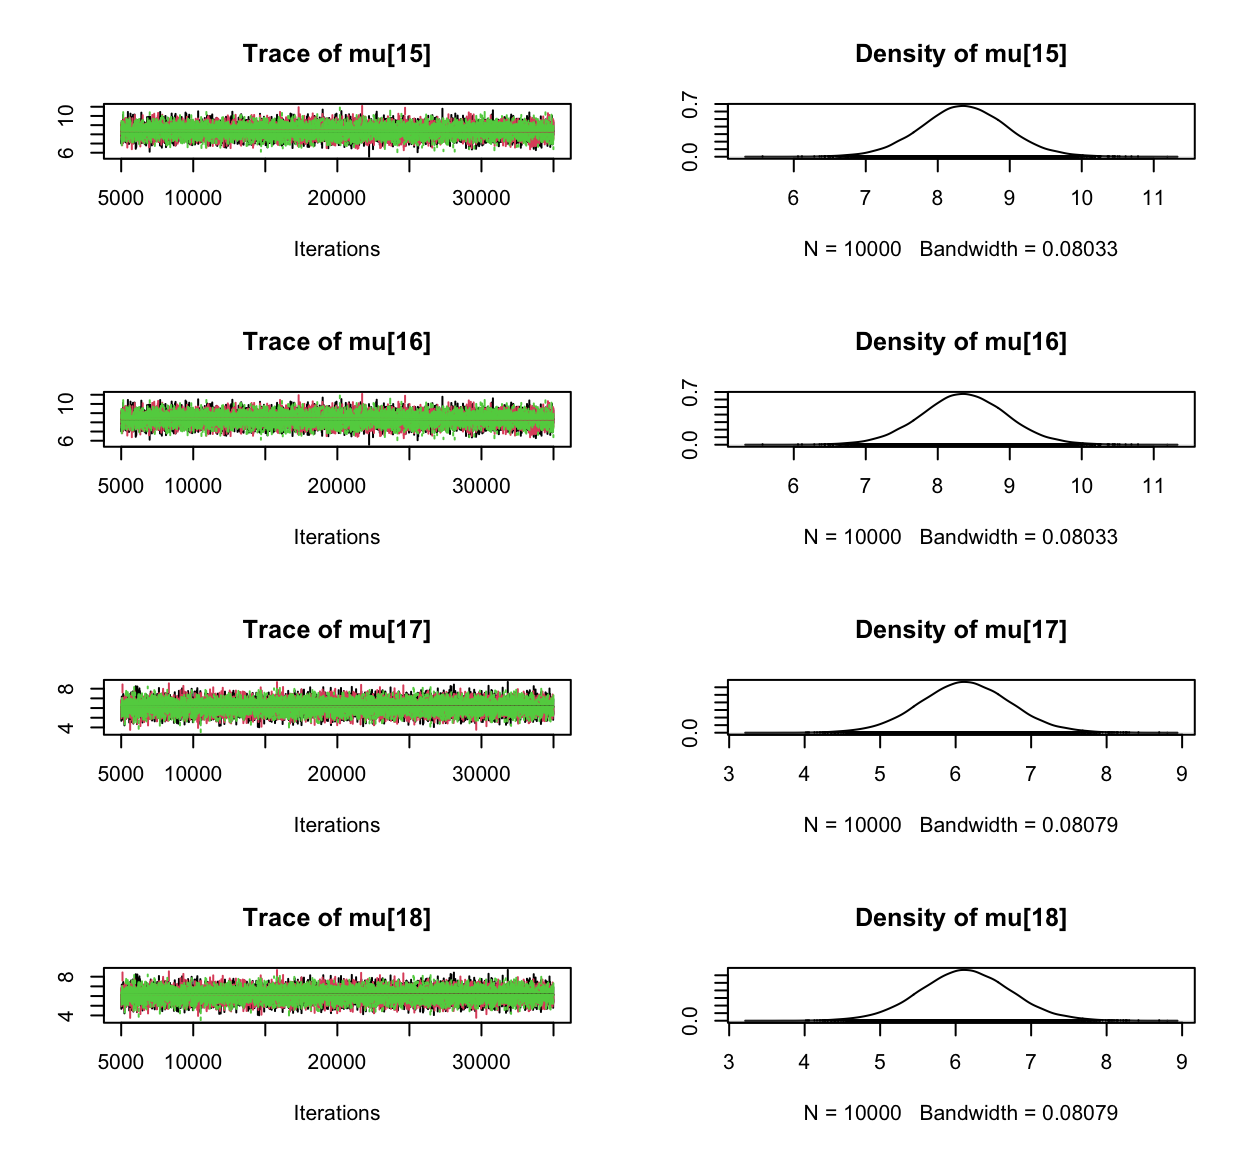 Trace of mu[15]
Density of mu[15]
6 10
0.0 0.7
5000 10000 20000 30000
6 7 8 9 10 11
Iterations
N = 10000 Bandwidth = 0.08033
Trace of mu[16]
Density of mu[16]
6 10
0.0 0.7
5000 10000 20000 30000
6 7 8 9 10 11
Iterations
N = 10000 Bandwidth = 0.08033
Trace of mu[17]
Density of mu[17]
4 8
0.0
5000 10000 20000 30000
3 4 5 6 7 8 9
Iterations
N = 10000 Bandwidth = 0.08079
Trace of mu[18]
Density of mu[18]
4 8
0.0
5000 10000 20000 30000
3 4 5 6 7 8 9
Iterations
N = 10000 Bandwidth = 0.08079